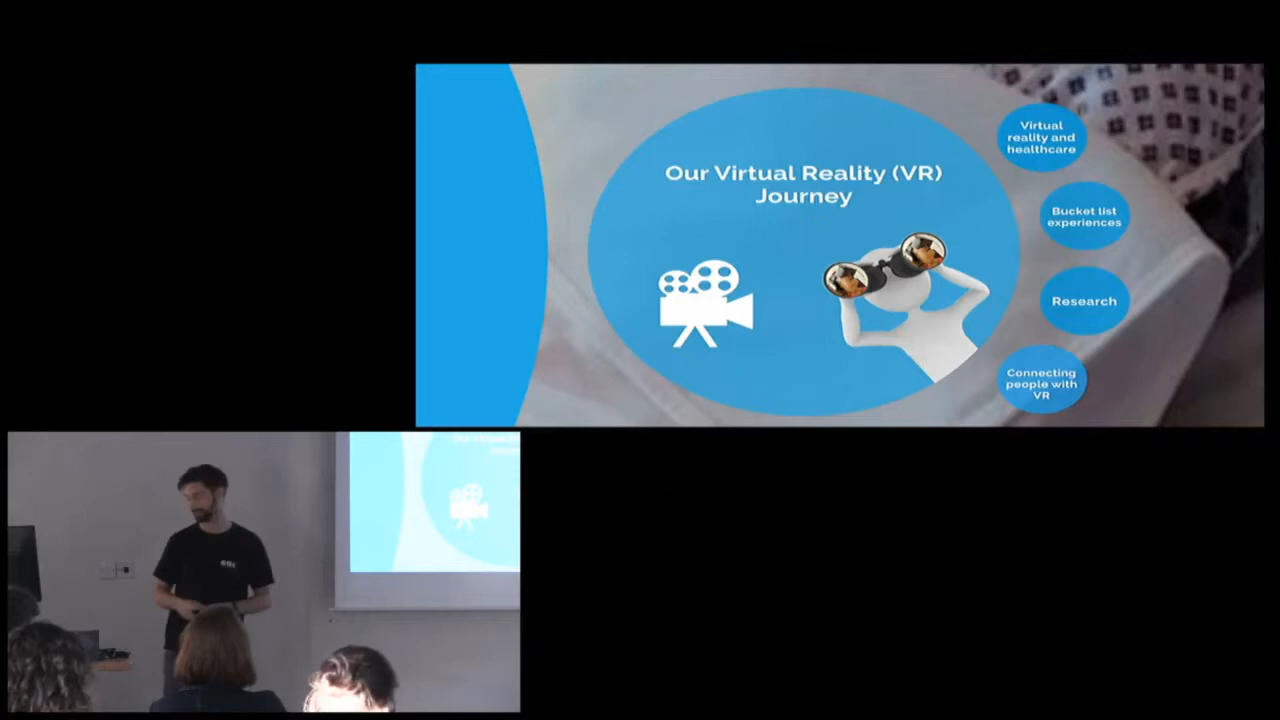 Our Virtual Reality (VR)
Journey
Virtual
reality and
healthcare
Bucket list
experiences
Research
Connecting
people with
VR